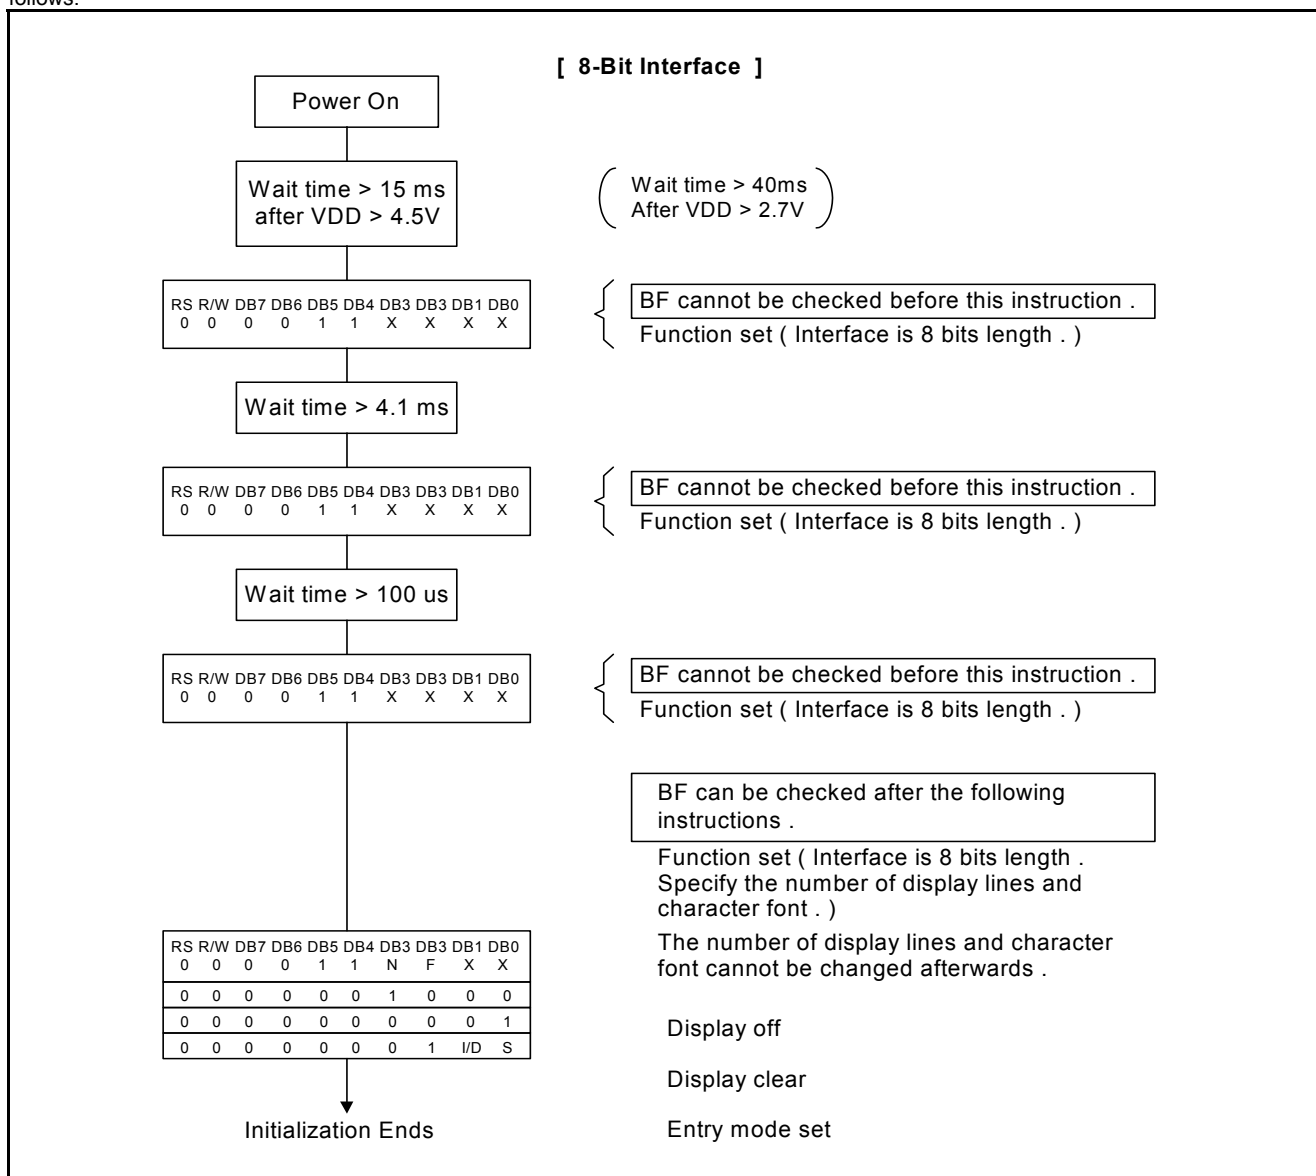 follows:
[ 8-Bit Interface ]
Power On
Wait time > 15 ms
after VDD > 4.5V
Wait time > 40ms
After VDD > 2.7V
RS R/W DB7 DB6 DB5 DB4 DB3 DB3 DB1 DB0
0 0 0 0 1 1 X X X X
BF cannot be checked before this instruction .
Function set ( Interface is 8 bits length . )
Wait time > 4.1 ms
RS R/W DB7 DB6 DB5 DB4 DB3 DB3 DB1 DB0
0 0 0 0 1 1 X X X X
BF cannot be checked before this instruction .
Function set ( Interface is 8 bits length . )
Wait time > 100 us
RS R/W DB7 DB6 DB5 DB4 DB3 DB3 DB1 DB0
0 0 0 0 1 1 X X X X
BF cannot be checked before this instruction .
Function set ( Interface is 8 bits length . )
BF can be checked after the following
instructions .
Function set ( Interface is 8 bits length .
Specify the number of display lines and
character font . )
The number of display lines and character
font cannot be changed afterwards .
RS R/W DB7 DB6 DB5 DB4 DB3 DB3 DB1 DB0
0 0 0 0 1 1 N F X X
0 0 0 0 0 0 1 0 0 0
0 0 0 0 0 0 0 0 0 1
0 0 0 0 0 0 0 1 I/D S
Display off
Display clear
Entry mode set
Initialization Ends